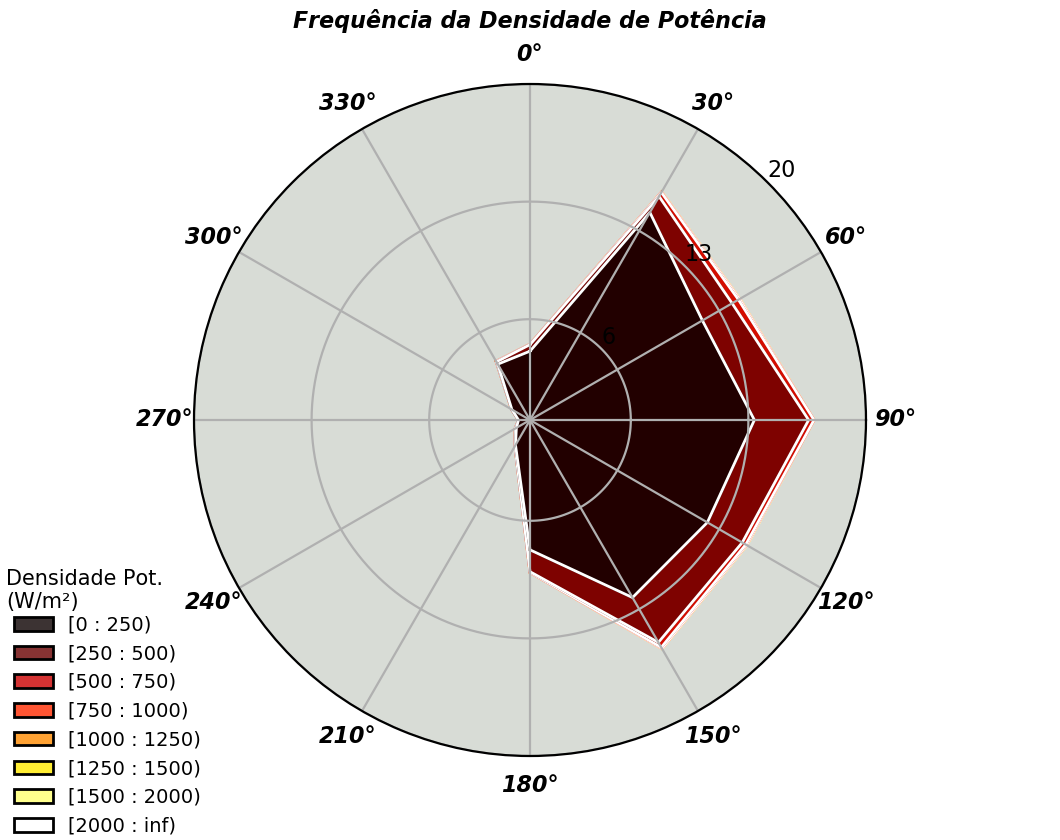 Frequência da Densidade de Potência
0°
330°
30°
20
300°
60°
13
6
270°
90°
240°
120°
210°
150°
180°
Densidade Pot.
(W/m²)
[0 : 250)
[250 : 500)
[500 : 750)
[750 : 1000)
[1000 : 1250)
[1250 : 1500)
[1500 : 2000)
[2000 : inf)